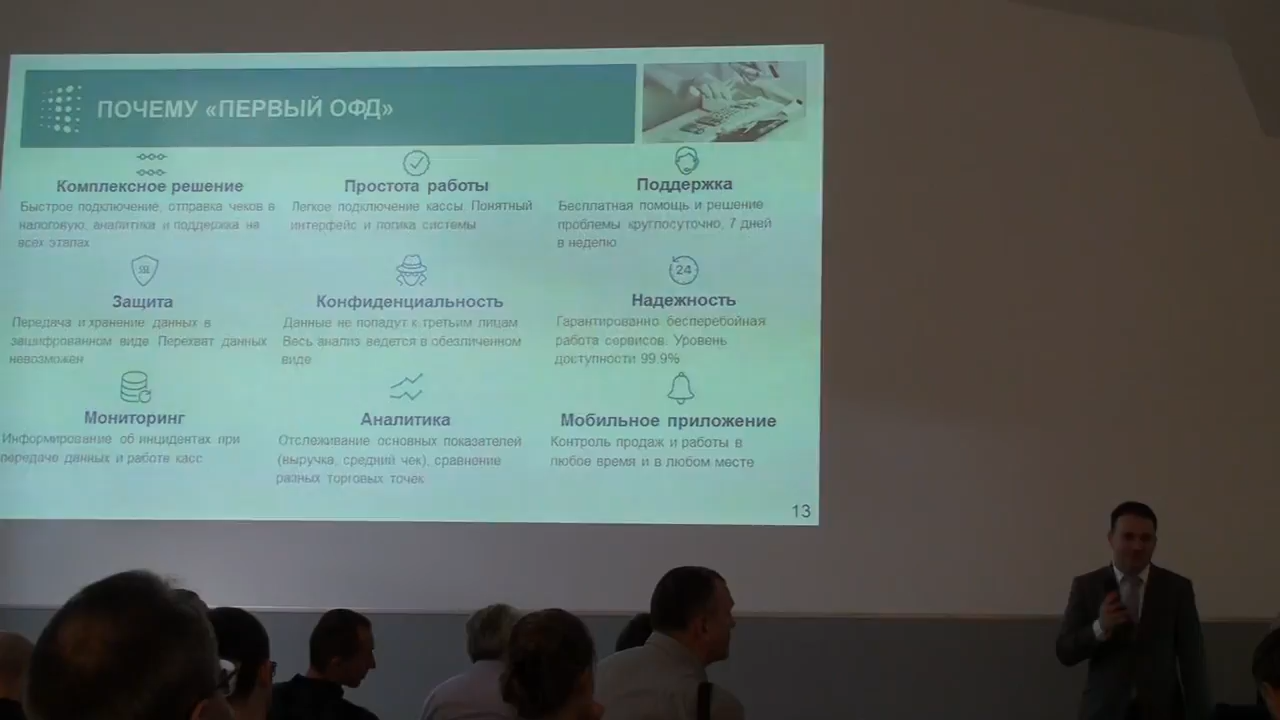 ПОЧЕМУ «ПЕРВЫЙ ОФД»
Комплексное решение
Быстрое подключение, отправка чеков в
налоговую, аналитика и поддержка на
всех этапах
Простота работы
Легкое подключение кассы. Понятный
интерфейс и логика системы
Поддержка
Бесплатная помощь и решение
проблемы круглосуточно, 7 дней
в неделю
SSL
Защита
Передача и хранение данных в
зашифрованном виде. Перехват данных
невозможен
Конфиденциальность
Данные не попадут к третьим лицам
Весь анализ ведется в обезличенном
виде
24
Надежность
Гарантированно бесперебойная
работа сервисов. Уровень
доступности 99.9%
Мониторинг
Информирование об инцидентах при
передаче данных и работе касс
Аналитика
Отслеживание основных показателей
(выручка, средний чек), сравнение
разных торговых точек
Мобильное приложение
Контроль продаж и работы в
любое время и в любом месте
13